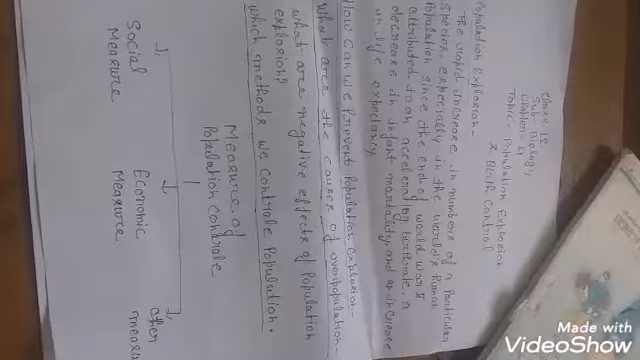 Class 12
Sub- Biology
Chapter - 4
Topic - Population Explosion
& Birth Control
Population Explosion -
The rapid increase in numbers of a Particular
Species, especially in the world's human
Population since the end of world war II
attributed to an accelerating birthrate, a
decrease in infant mortality, and an increase
in life expectancy
How can we prevent Population Explosion-
What are the causes of overpopulation-
What are negative effects of Population
explosion?
which methods we controle Population.
Measure of
Population controle
Social
Measure
Economic
Measure
other
measu
Made with
VideoShow